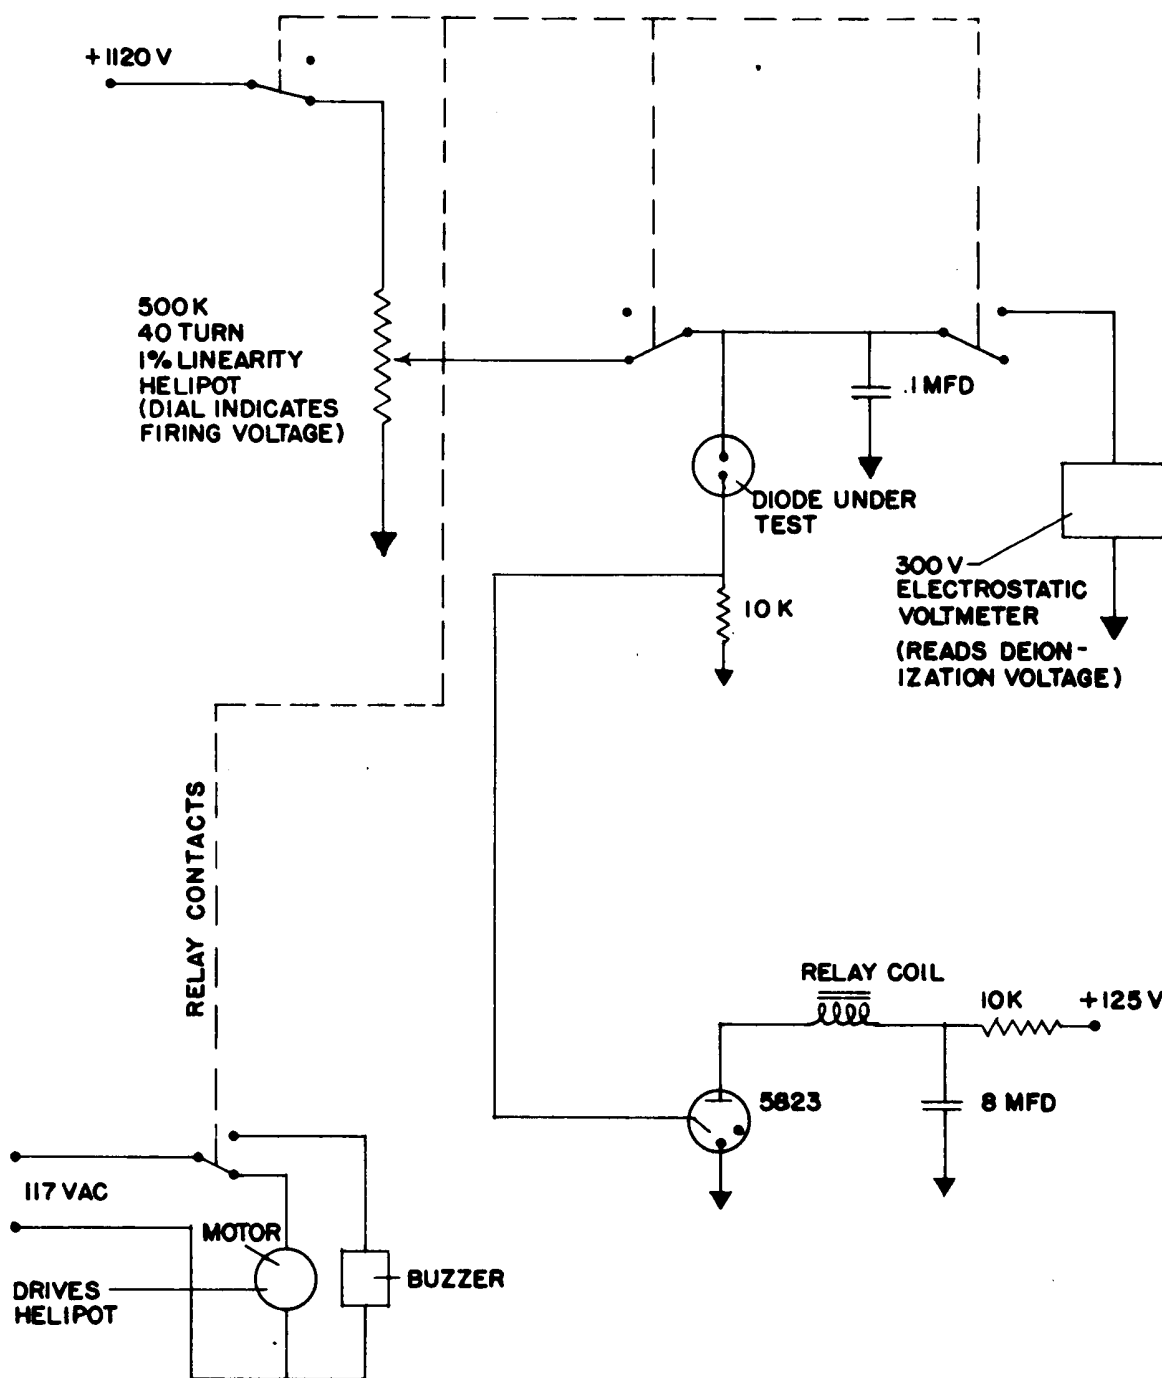 +1120 V
500K
40 TURN
1% LINEARITY
HELIPOT
(DIAL INDICATES
FIRING VOLTAGE)
.1 MFD
DIODE UNDER
TEST
10 K
300 V
ELECTROSTATIC
VOLTMETER
(READS DEION-
IZATION VOLTAGE)
RELAY CONTACTS
RELAY COIL
10K
+125 V
5823
8 MFD
117 VAC
MOTOR
DRIVES
HELIPOT
BUZZER